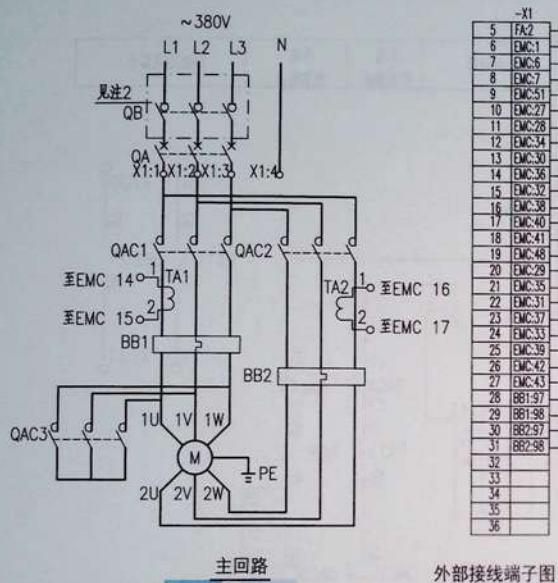 ~380V
L1 L2 L3 N
见注2
QB
QA
X1:1 X1:2 X1:3 X1:4
QAC1 QAC2
1 TA1
至EMC 14
2
至EMC 15
TA2 1
至EMC 16
2
至EMC 17
BB1
BB2
QAC3
1U 1V 1W
M
PE
2U 2V 2W
主回路
-X1
5 FA:2
6 EMC:1
7 EMC:6
8 EMC:7
9 EMC:51
10 EMC:27
11 EMC:28
12 EMC:34
13 EMC:30
14 EMC:36
15 EMC:32
16 EMC:38
17 EMC:40
18 EMC:41
19 EMC:48
20 EMC:29
21 EMC:35
22 EMC:31
23 EMC:37
24 EMC:33
25 EMC:39
26 EMC:42
27 EMC:43
28 BB1:97
29 BB1:98
30 BB2:97
31 BB2:98
32
33
34
35
36
外部接线端子图